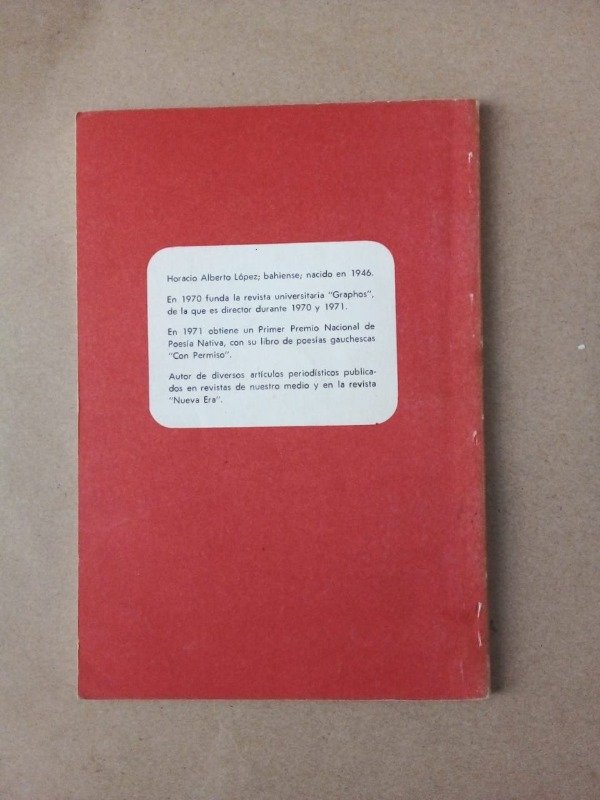 Horacio Alberto López; bahiense; nacido en 1946.
En 1970 funda la revista universitaria "Graphos",
de la que es director durante 1970 y 1971.
En 1971 obtiene un Primer Premio Nacional de
Poesía Nativa, con su libro de poesías gauchescas
"Con Permiso".
Autor de diversos artículos periodísticos publica-
dos en revistas de nuestro medio y en la revista
"Nueva Era".